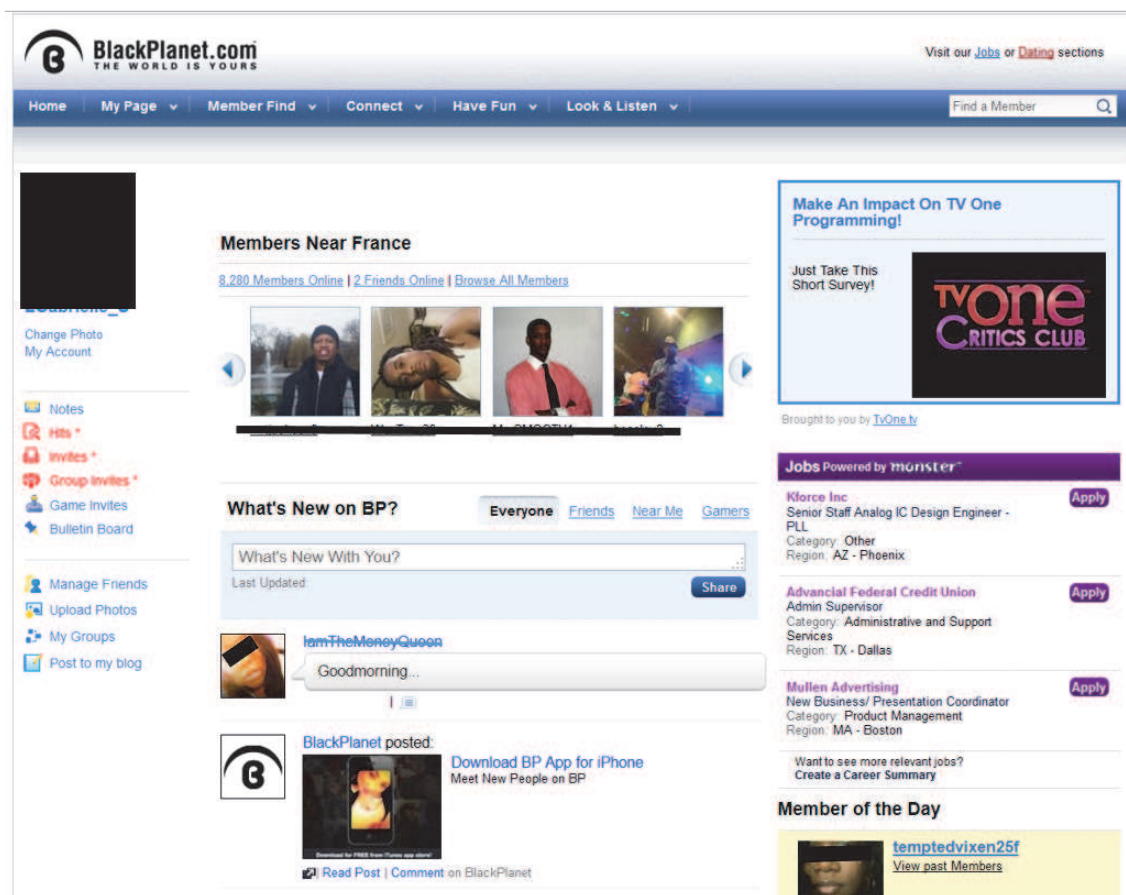 BlackPlanet.com
THE WORLD IS YOURS
Visit our Jobs or Dating sections
Home My Page Member Find Connect Have Fun Look & Listen
Find a Member
Change Photo
My Account
Notes
Hits *
Invites *
Group Invites *
Game Invites
Bulletin Board
Manage Friends
Upload Photos
My Groups
Post to my blog
Members Near France
8,280 Members Online | 2 Friends Online | Browse All Members
What's New on BP?
Everyone Friends Near Me Gamers
What's New With You?
Last Updated
Share
IamTheMoneyQueen
Goodmorning...
BlackPlanet posted:
Download BP App for iPhone
Meet New People on BP
Download for FREE from iTunes app store!
Read Post | Comment on BlackPlanet
Make An Impact On TV One
Programming!
Just Take This
Short Survey!
TVone
CRITICS CLUB
Brought to you by TvOne.tv
Jobs Powered by monster
Kforce Inc
Apply
Senior Staff Analog IC Design Engineer -
PLL
Category: Other
Region: AZ - Phoenix
Advancial Federal Credit Union
Apply
Admin Supervisor
Category: Administrative and Support
Services
Region: TX - Dallas
Mullen Advertising
Apply
New Business/ Presentation Coordinator
Category: Product Management
Region: MA - Boston
Want to see more relevant jobs?
Create a Career Summary
Member of the Day
temptedvixen25f
View past Members